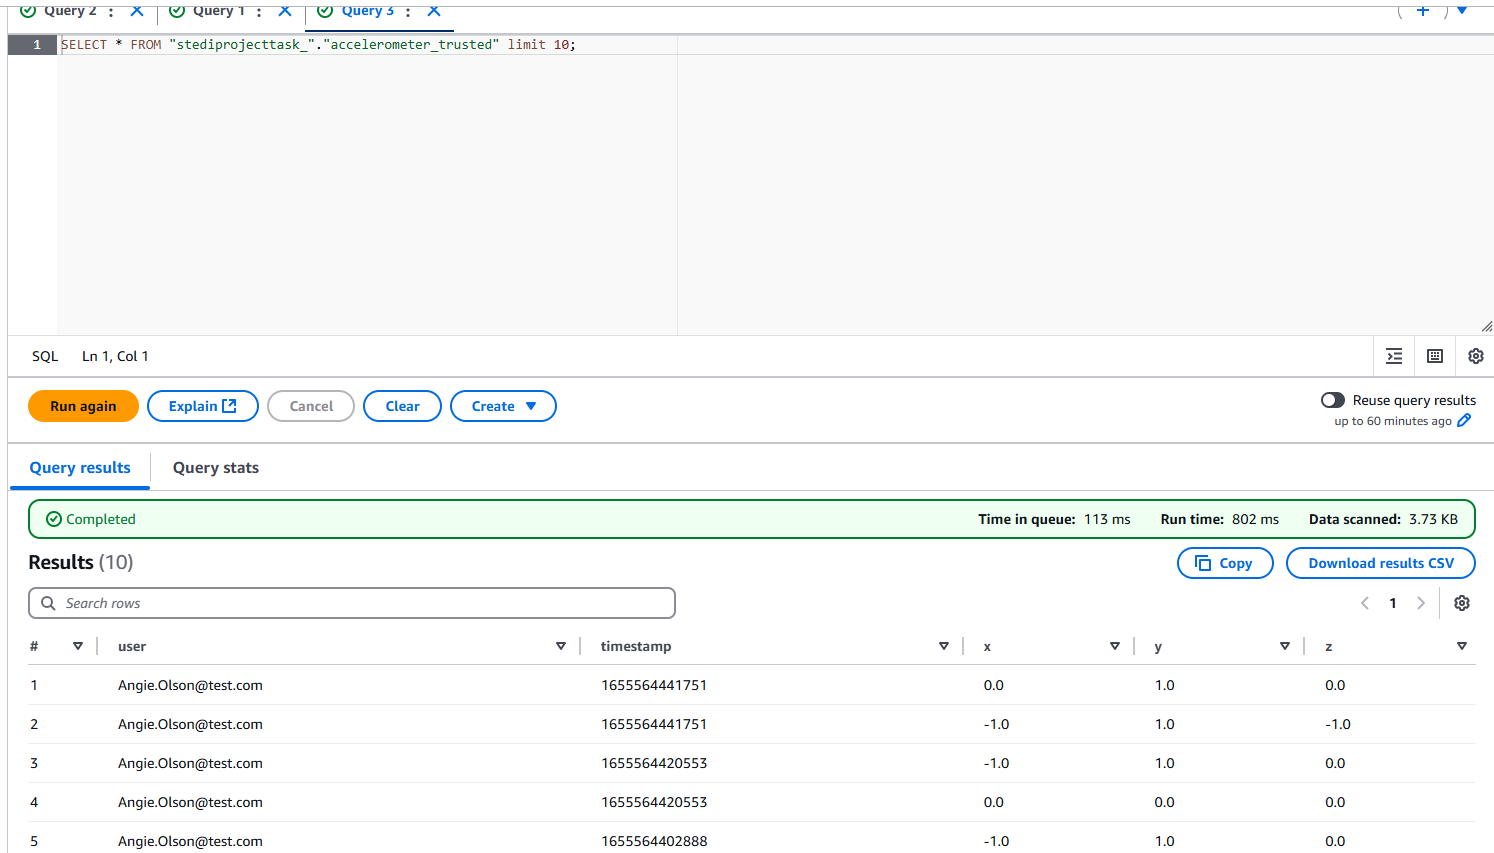 Query 2 Query 1 Query 3
1 SELECT * FROM "stediprojecttask_"."accelerometer_trusted" limit 10;
SQL Ln 1, Col 1
Run again Explain Cancel Clear Create Reuse query results
up to 60 minutes ago
Query results Query stats
Completed Time in queue: 113 ms Run time: 802 ms Data scanned: 3.73 KB
Results (10) Copy Download results CSV
Search rows 1
# user timestamp x y z
1 Angie.Olson@test.com 1655564441751 0.0 1.0 0.0
2 Angie.Olson@test.com 1655564441751 -1.0 1.0 -1.0
3 Angie.Olson@test.com 1655564420553 -1.0 1.0 0.0
4 Angie.Olson@test.com 1655564420553 0.0 0.0 0.0
5 Angie.Olson@test.com 1655564402888 -1.0 1.0 0.0